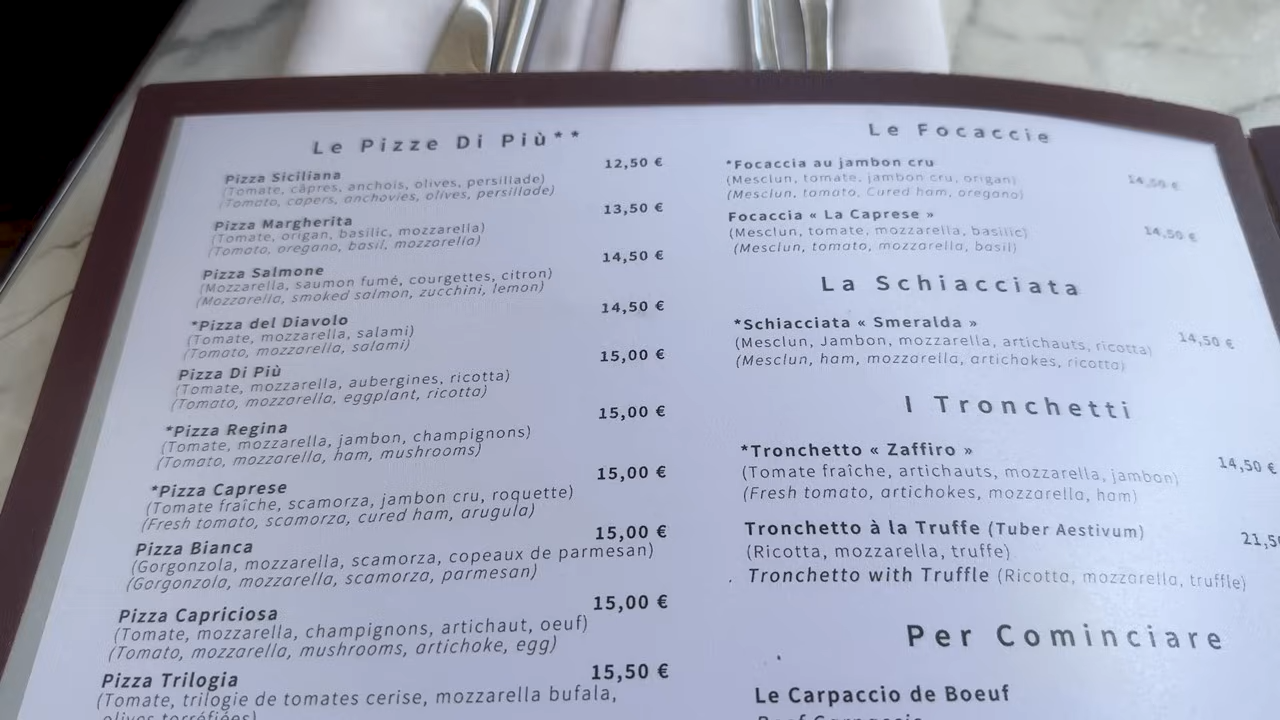 Le Pizze Di Più**
Pizza Siciliana 12,50 €
(Tomate, câpres, anchois, olives, persillade)
(Tomato, capers, anchovies, olives, persillade)
Pizza Margherita 13,50 €
(Tomate, origan, basilic, mozzarella)
(Tomato, oregano, basil, mozzarella)
Pizza Salmone 14,50 €
(Mozzarella, saumon fumé, courgettes, citron)
(Mozzarella, smoked salmon, zucchini, lemon)
*Pizza del Diavolo 14,50 €
(Tomate, mozzarella, salami)
(Tomato, mozzarella, salami)
Pizza Di Più 15,00 €
(Tomate, mozzarella, aubergines, ricotta)
(Tomato, mozzarella, eggplant, ricotta)
*Pizza Regina 15,00 €
(Tomate, mozzarella, jambon, champignons)
(Tomato, mozzarella, ham, mushrooms)
*Pizza Caprese 15,00 €
(Tomate fraîche, scamorza, jambon cru, roquette)
(Fresh tomato, scamorza, cured ham, arugula)
Pizza Bianca 15,00 €
(Gorgonzola, mozzarella, scamorza, copeaux de parmesan)
(Gorgonzola, mozzarella, scamorza, parmesan)
Pizza Capriciosa 15,00 €
(Tomate, mozzarella, champignons, artichaut, oeuf)
(Tomato, mozzarella, mushrooms, artichoke, egg)
Pizza Trilogia 15,50 €
(Tomate, trilogie de tomates cerise, mozzarella bufala,
olives torréfiées)
Le Focaccie
*Focaccia au jambon cru 14,50 €
(Mesclun, tomate, jambon cru, origan)
(Mesclun, tomato, Cured ham, oregano)
Focaccia « La Caprese » 14,50 €
(Mesclun, tomate, mozzarella, basilic)
(Mesclun, tomato, mozzarella, basil)
La Schiacciata
*Schiacciata « Smeralda » 14,50 €
(Mesclun, Jambon, mozzarella, artichauts, ricotta)
(Mesclun, ham, mozzarella, artichokes, ricotta)
I Tronchetti
*Tronchetto « Zaffiro » 14,50 €
(Tomate fraîche, artichauts, mozzarella, jambon)
(Fresh tomato, artichokes, mozzarella, ham)
Tronchetto à la Truffe (Tuber Aestivum) 21,5
(Ricotta, mozzarella, truffe)
Tronchetto with Truffle (Ricotta, mozzarella, truffle)
Per Cominciare
Le Carpaccio de Boeuf
Beef Carpaccio